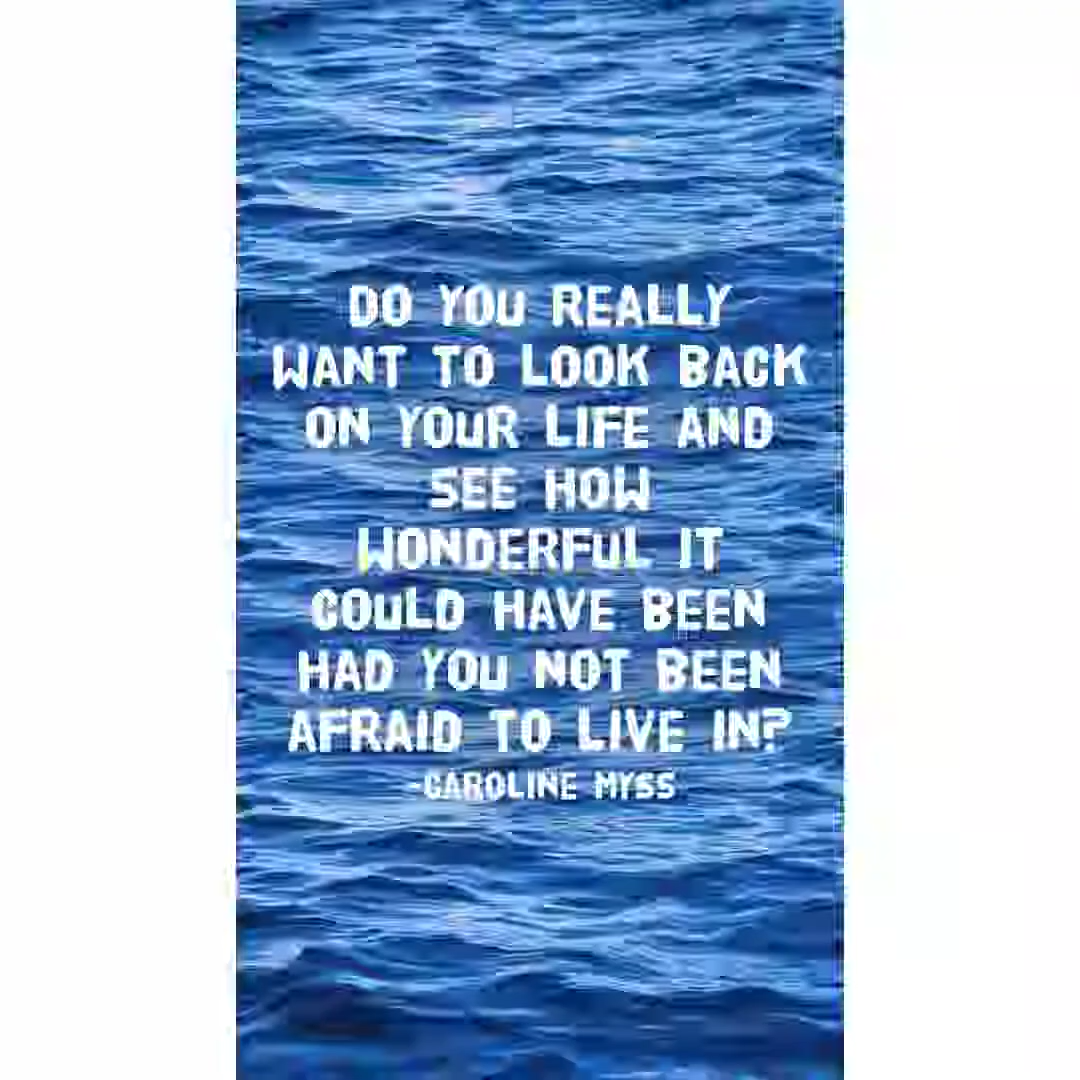 DO YOU REALLY
WANT TO LOOK BACK
ON YOUR LIFE AND
SEE HOW
WONDERFUL IT
COULD HAVE BEEN
HAD YOU NOT BEEN
AFRAID TO LIVE IN?
-CAROLINE MYSS